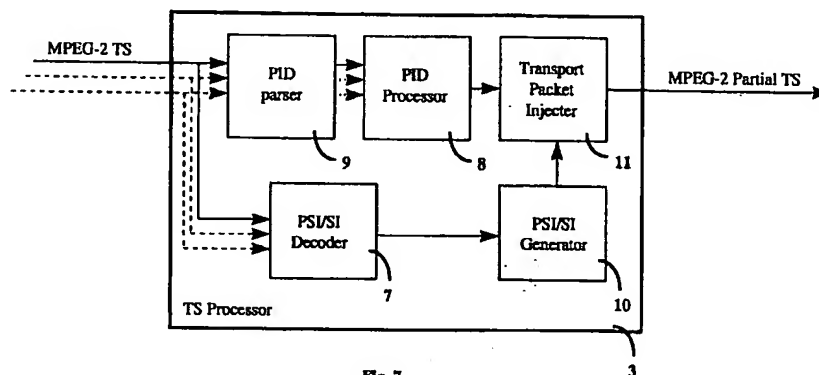 MPEG-2 TS
PID
parser
9
PID
Processor
8
Transport
Packet
Injecter
11
MPEG-2 Partial TS
PSI/SI
Decoder
7
PSI/SI
Generator
10
TS Processor
3